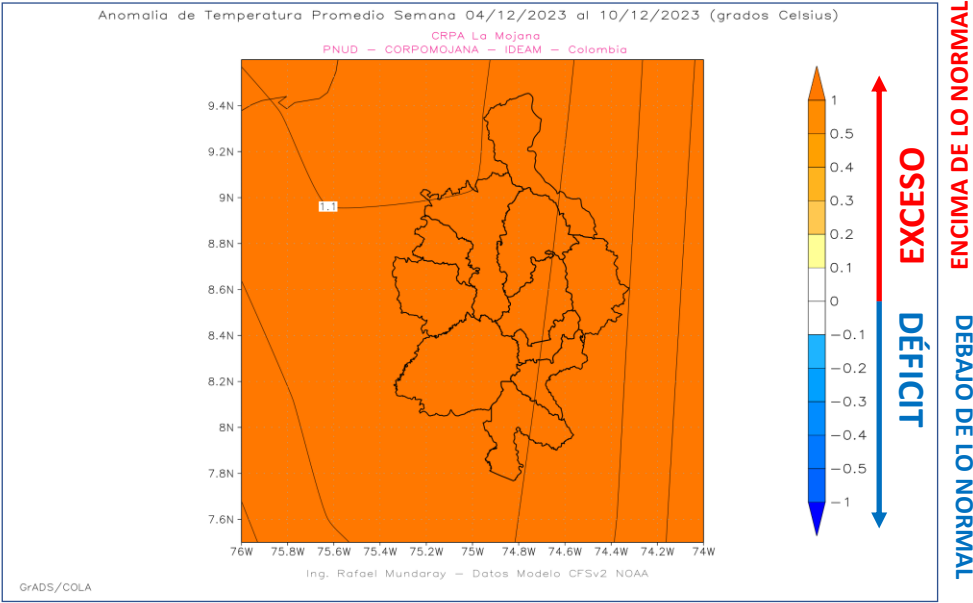 Anomalia de Temperatura Promedio Semana 04/12/2023 al 10/12/2023 (grados Celsius)
CRPA La Mojana
PNUD – CORPOMOJANA – IDEAM – Colombia
9.4N
9.2N
9N
8.8N
8.6N
8.4N
8.2N
8N
7.8N
7.6N
76W
75.8W
75.6W
75.4W
75.2W
75W
74.8W
74.6W
74.4W
74.2W
74W
1.1
1
0.5
0.4
0.3
0.2
0.1
0
-0.1
-0.2
-0.3
-0.4
-0.5
-1
EXCESO
DÉFICIT
ENCIMA DE LO NORMAL
DEBAJO DE LO NORMAL
Ing. Rafael Mundaray – Datos Modelo CFSv2 NOAA
GrADS/COLA